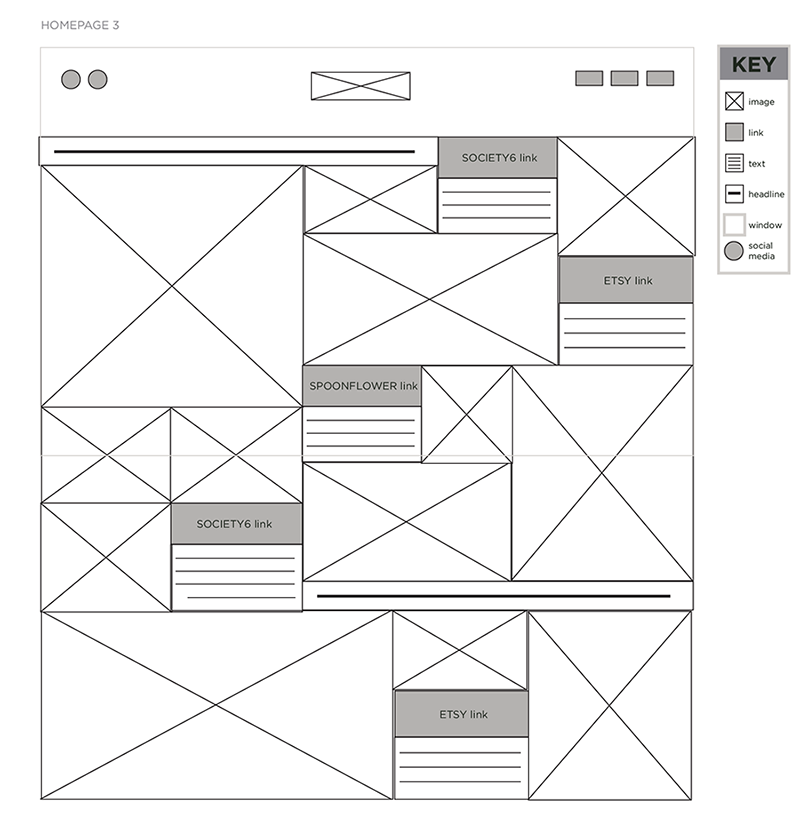 HOMEPAGE 3
KEY
image
link
text
headline
window
social
media
SOCIETY6 link
ETSY link
SPOONFLOWER link
SOCIETY6 link
ETSY link